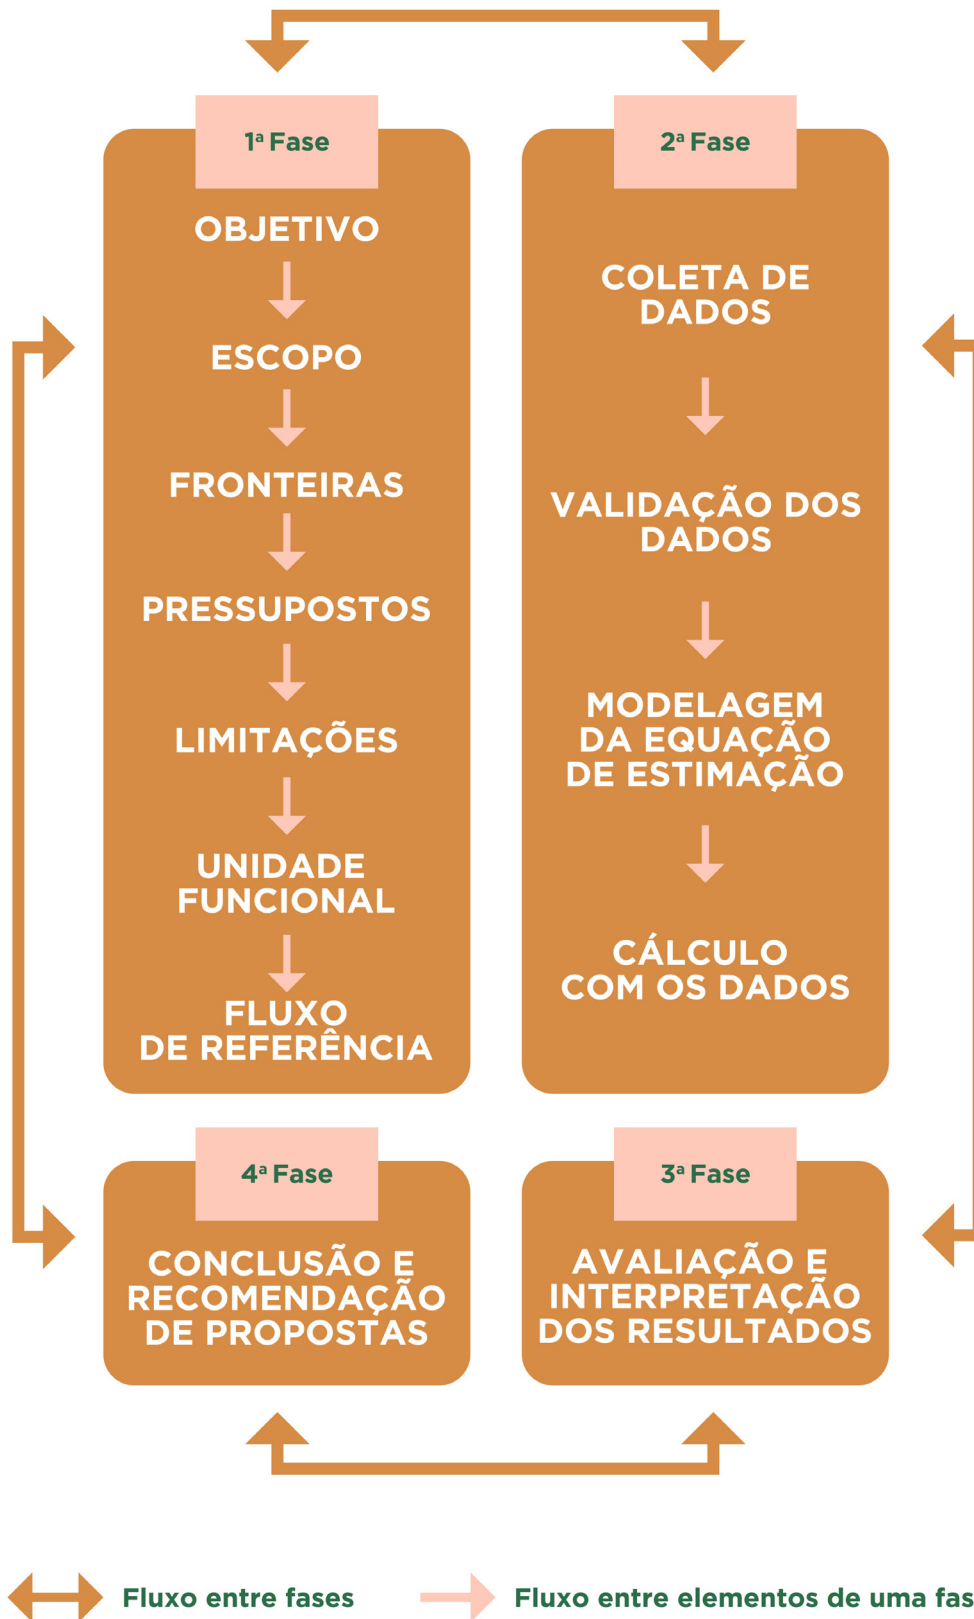 1ª Fase
OBJETIVO
ESCOPO
FRONTEIRAS
PRESSUPOSTOS
LIMITAÇÕES
UNIDADE
FUNCIONAL
FLUXO
DE REFERÊNCIA
2ª Fase
COLETA DE
DADOS
VALIDAÇÃO DOS
DADOS
MODELAGEM
DA EQUAÇÃO
DE ESTIMAÇÃO
CÁLCULO
COM OS DADOS
4ª Fase
CONCLUSÃO E
RECOMENDAÇÃO
DE PROPOSTAS
3ª Fase
AVALIAÇÃO E
INTERPRETAÇÃO
DOS RESULTADOS
Fluxo entre fases
Fluxo entre elementos de uma fas